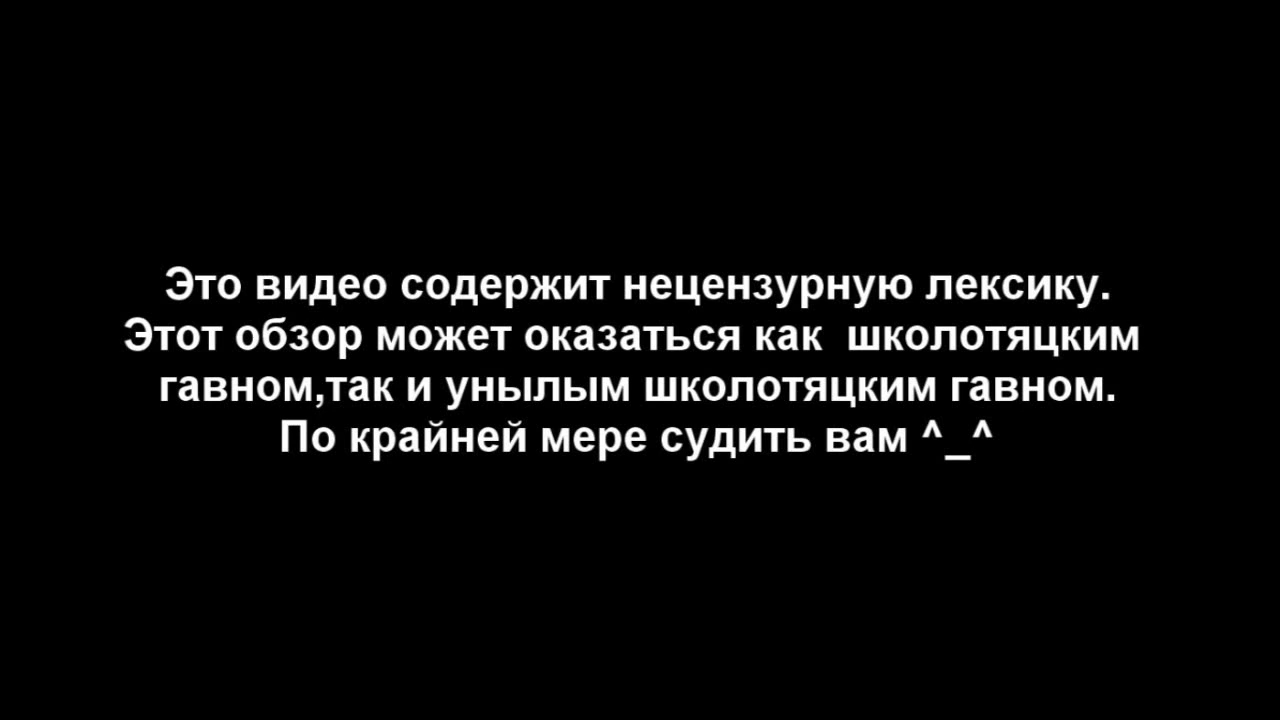 Это видео содержит нецензурную лексику.
Этот обзор может оказаться как  школотяцким
гавном,так и унылым школотяцким гавном.
По крайней мере судить вам ^_^